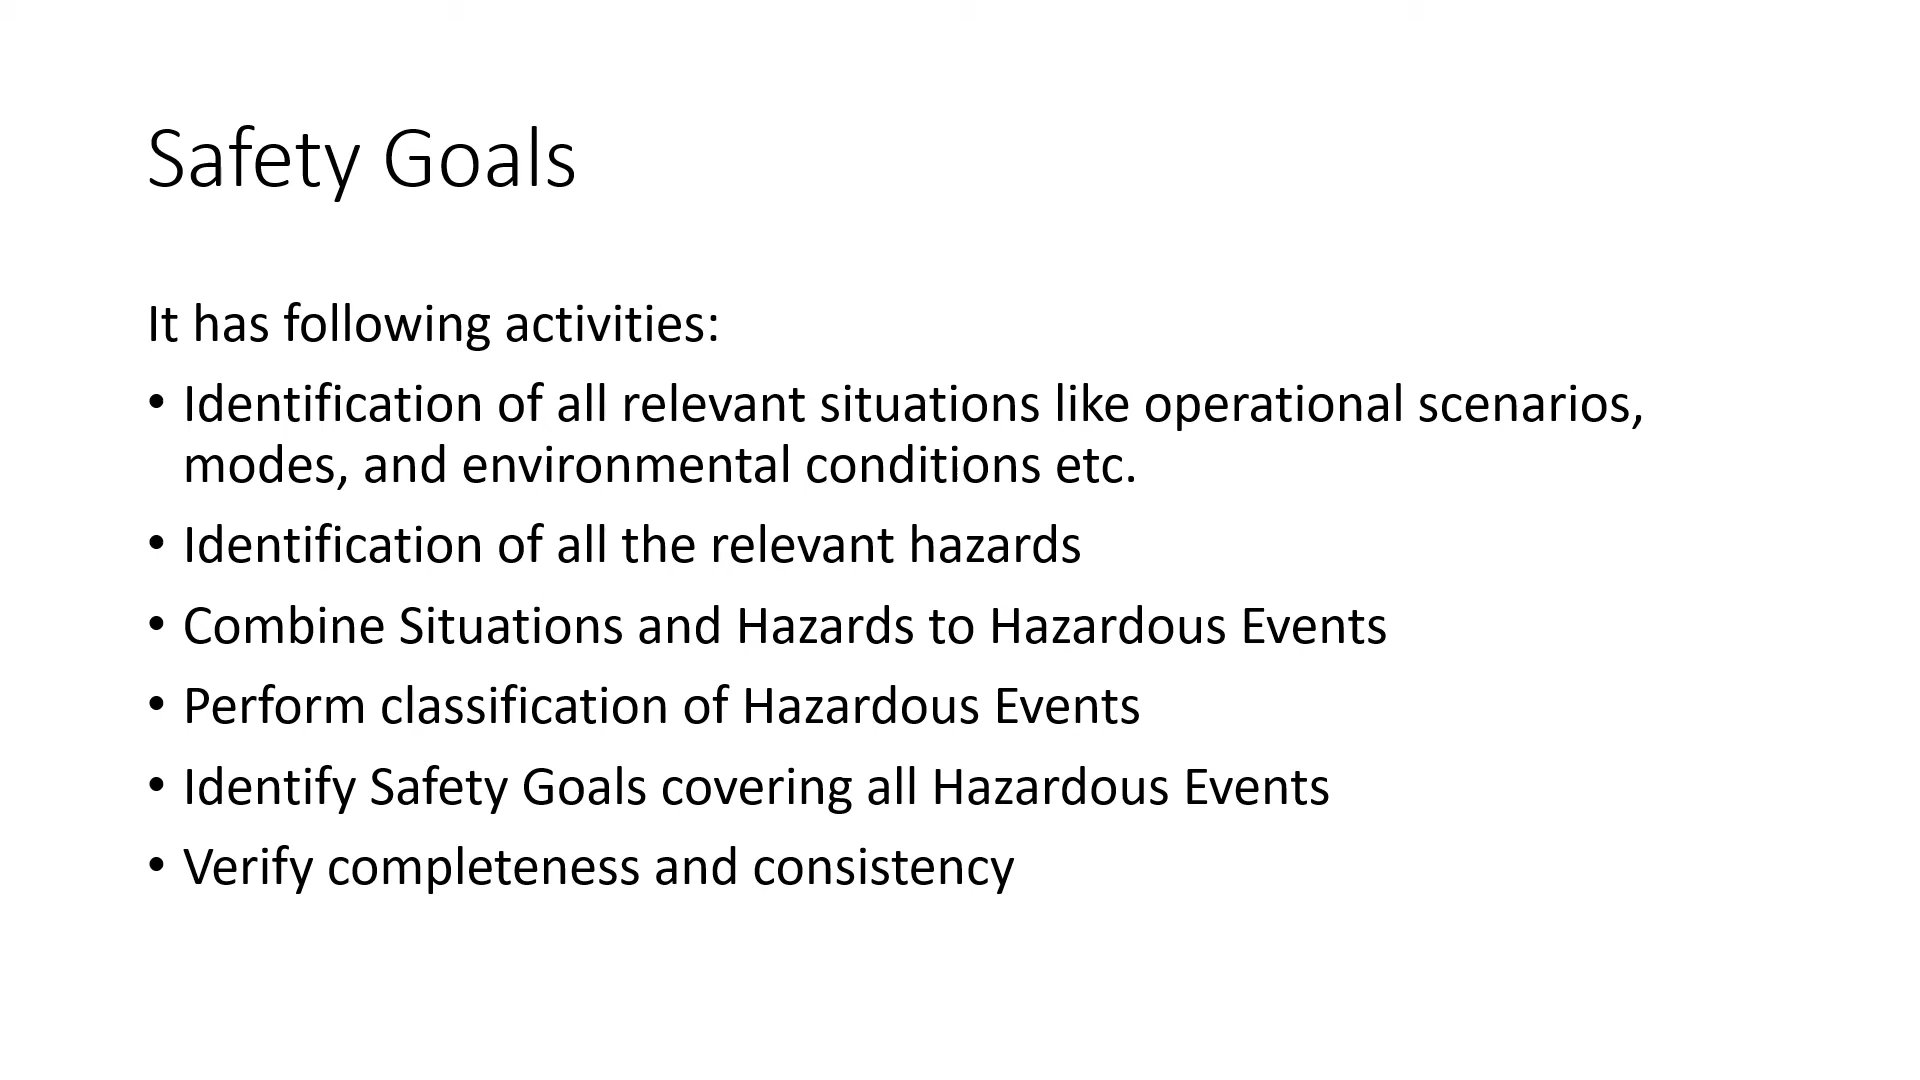 Safety Goals
It has following activities:
• Identification of all relevant situations like operational scenarios,
modes, and environmental conditions etc.
• Identification of all the relevant hazards
• Combine Situations and Hazards to Hazardous Events
• Perform classification of Hazardous Events
• Identify Safety Goals covering all Hazardous Events
• Verify completeness and consistency